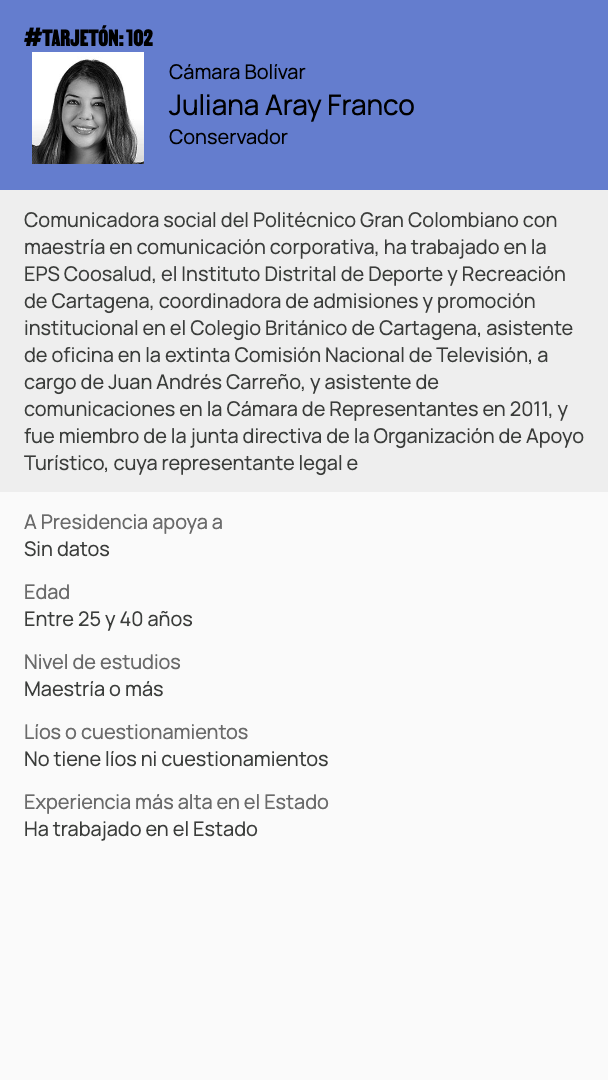 #TARJETÓN: 102
Cámara Bolívar
Juliana Aray Franco
Conservador
Comunicadora social del Politécnico Gran Colombiano con
maestría en comunicación corporativa, ha trabajado en la
EPS Coosalud, el Instituto Distrital de Deporte y Recreación
de Cartagena, coordinadora de admisiones y promoción
institucional en el Colegio Británico de Cartagena, asistente
de oficina en la extinta Comisión Nacional de Televisión, a
cargo de Juan Andrés Carreño, y asistente de
comunicaciones en la Cámara de Representantes en 2011, y
fue miembro de la junta directiva de la Organización de Apoyo
Turístico, cuya representante legal e
A Presidencia apoya a
Sin datos
Edad
Entre 25 y 40 años
Nivel de estudios
Maestría o más
Líos o cuestionamientos
No tiene líos ni cuestionamientos
Experiencia más alta en el Estado
Ha trabajado en el Estado